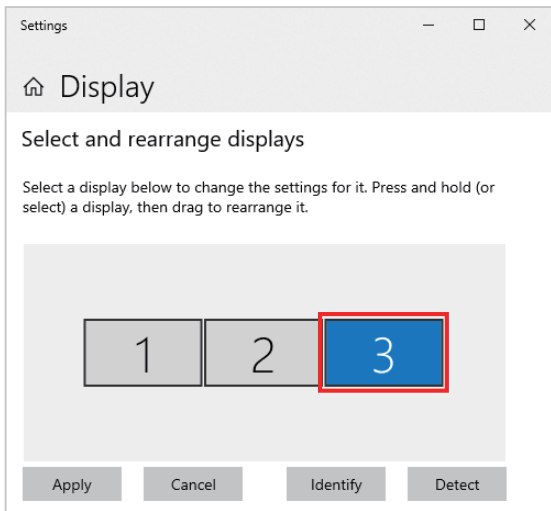 Settings
Display
Select and rearrange displays
Select a display below to change the settings for it. Press and hold (or
select) a display, then drag to rearrange it.
1 2 3
Apply Cancel Identify Detect